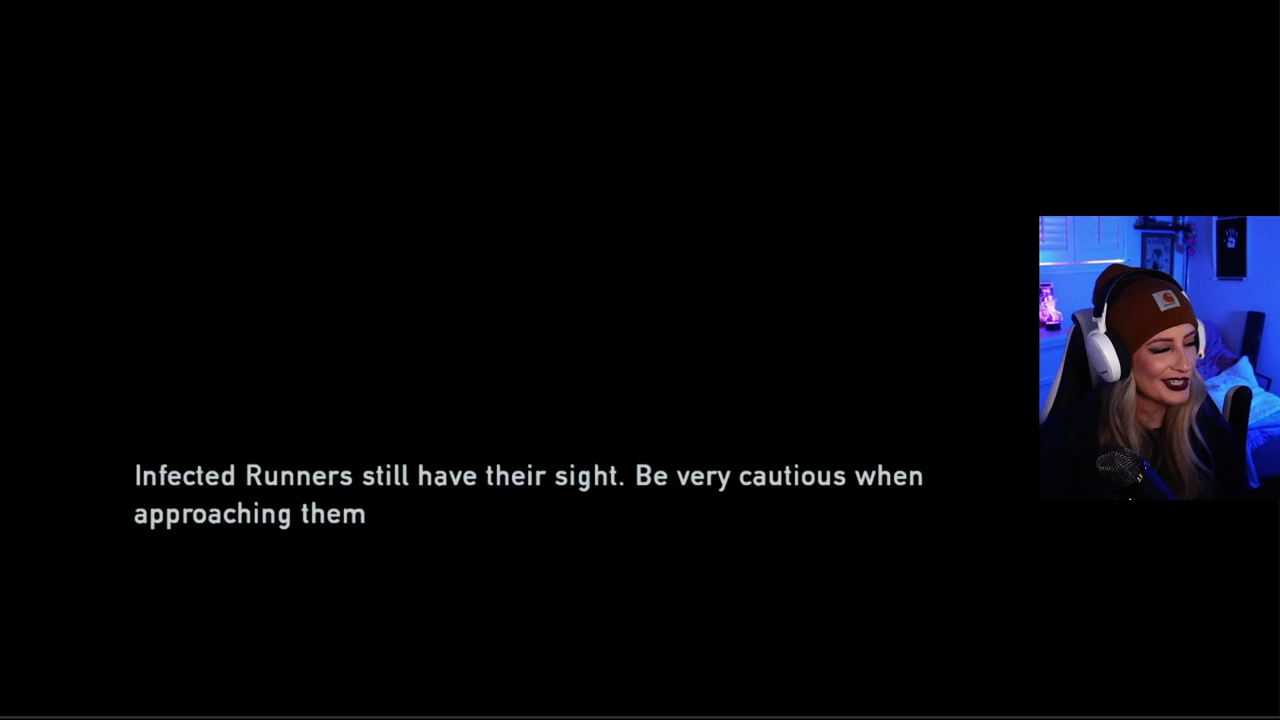 Infected Runners still have their sight. Be very cautious when
approaching them